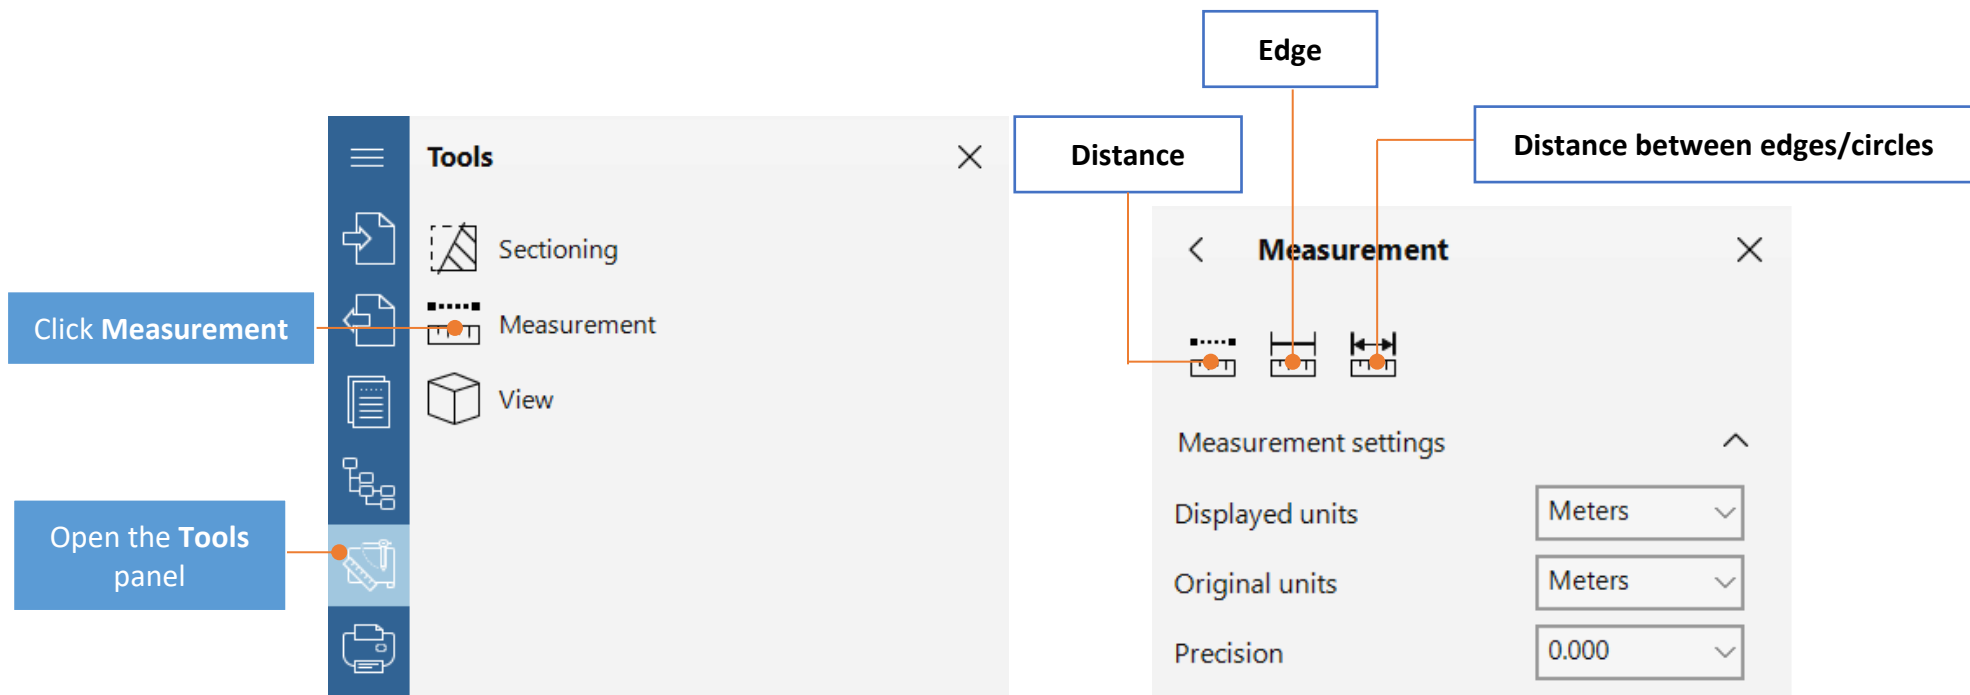 Edge
Distance
Distance between edges/circles
Tools
Sectioning
Measurement
View
Click Measurement
Open the Tools
panel
Measurement
Measurement settings
Displayed units
Meters
Original units
Meters
Precision
0.000